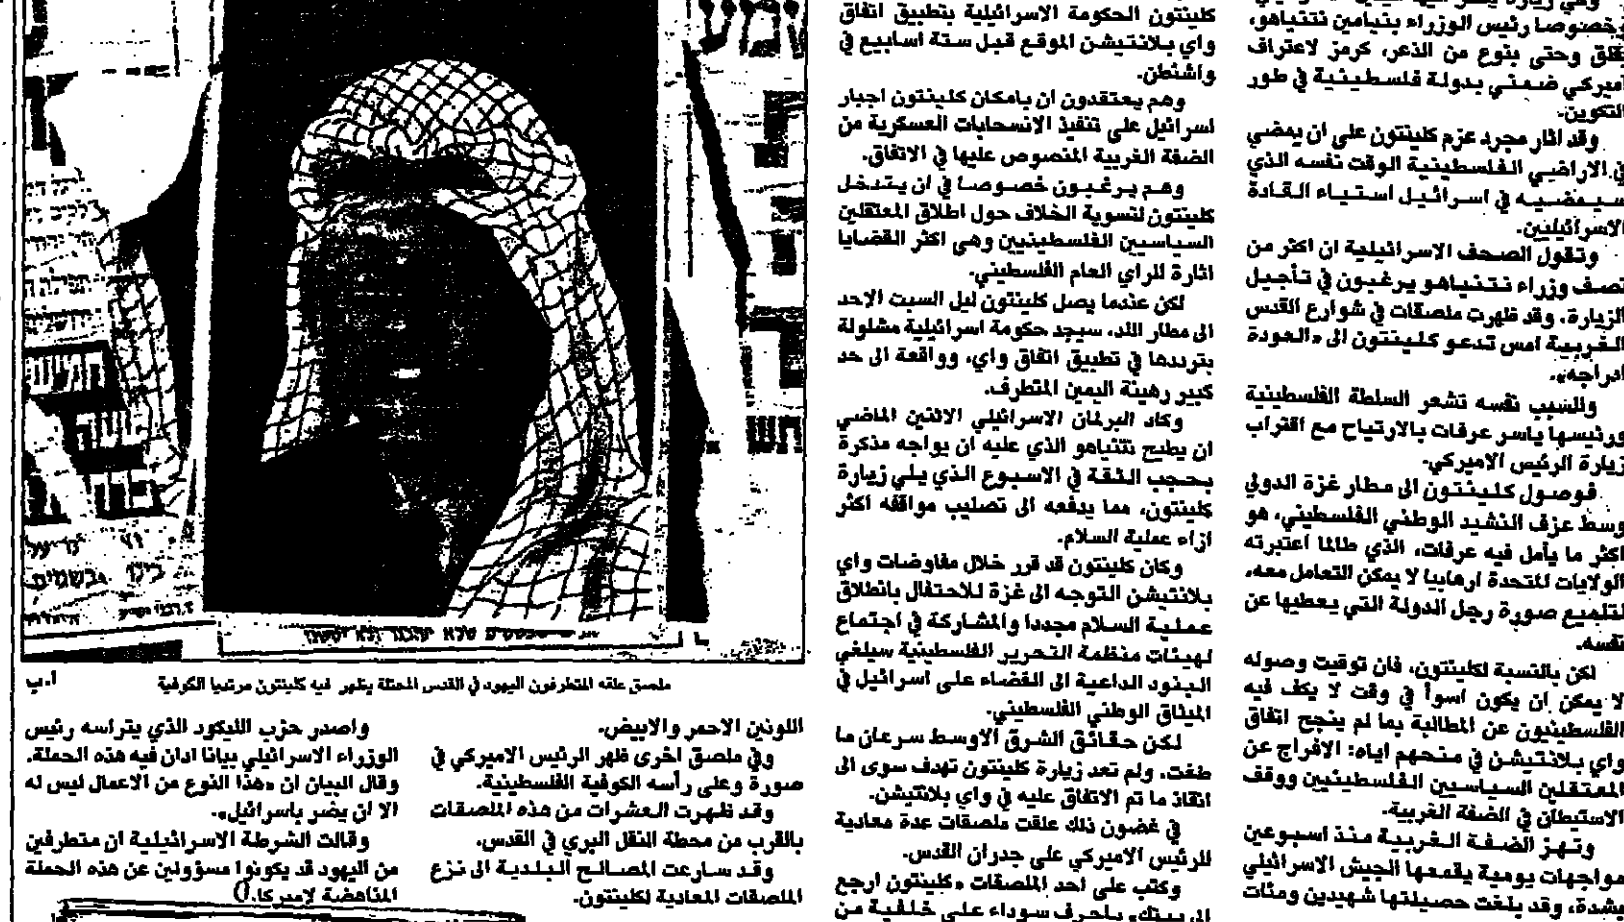 وهي زيارة
وخصوصا رئيس الوزراء بنيامين نتنياهو،
بقلق وحتى بنوع من الذعر، كرمز لاعتراف
اميركي ضمني بدولة فلسطينية في طور
التكوين.
وقد اثار مجرد عزم كلينتون على ان يمضي
في الاراضي الفلسطينية الوقت نفسه الذي
سيمضيه في اسرائيل استياء القادة
الاسرائيليين.
وتقول الصحف الاسرائيلية ان اكثر من
نصف وزراء نتنياهو يرغبون في تأجيل
الزيارة. وقد ظهرت ملصقات في شوارع القدس
الغربية امس تدعو كلينتون الى «العودة
ادراجه».
وللسبب نفسه تشعر السلطة الفلسطينية
ورئيسها ياسر عرفات بالارتياح مع اقتراب
زيارة الرئيس الاميركي.
فوصول كلينتون الى مطار غزة الدولي
وسط عزف النشيد الوطني الفلسطيني، هو
اكثر ما يأمل فيه عرفات، الذي طالما اعتبرته
الولايات المتحدة ارهابيا لا يمكن التعامل معه،
لتلميع صورة رجل الدولة التي يعطيها عن
نفسه.
لكن بالنسبة لكلينتون، فان توقيت وصوله
لا يمكن ان يكون اسوأ في وقت لا يكف فيه
الفلسطينيون عن المطالبة بما لم ينجح اتفاق
واي بلانتيشن في منحهم اياه: الافراج عن
المعتقلين السياسيين الفلسطينيين ووقف
الاستيطان في الضفة الغربية.
وتهز الضفة الغربية منذ اسبوعين
مواجهات يومية يقمعها الجيش الاسرائيلي
بشدة، وقد بلغت حصيلتها شهيدين ومئات
كلينتون الحكومة الاسرائيلية بتطبيق اتفاق
واي بلانتيشن الموقع قبل ستة اسابيع في
واشنطن.
وهم يعتقدون ان بامكان كلينتون اجبار
اسرائيل على تنفيذ الانسحابات العسكرية من
الضفة الغربية المنصوص عليها في الاتفاق.
وهم يرغبون خصوصا في ان يتدخل
كلينتون لتسوية الخلاف حول اطلاق المعتقلين
السياسيين الفلسطينيين وهي اكثر القضايا
اثارة للراي العام الفلسطيني.
لكن عندما يصل كلينتون ليل السبت الاحد
الى مطار اللد، سيجد حكومة اسرائيلية مشلولة
بترددها في تطبيق اتفاق واي، وواقعة الى حد
كبير رهينة اليمين المتطرف.
وكاد البرلمان الاسرائيلي الاثنين الماضي
ان يطيح نتنياهو الذي عليه ان يواجه مذكرة
بحجب الثقة في الاسبوع الذي يلي زيارة
كلينتون، مما يدفعه الى تصليب مواقفه اكثر
ازاء عملية السلام.
وكان كلينتون قد قرر خلال مفاوضات واي
بلانتيشن التوجه الى غزة للاحتفال بانطلاق
عملية السلام مجددا والمشاركة في اجتماع
لهيئات منظمة التحرير الفلسطينية سيلغي
البنود الداعية الى القضاء على اسرائيل في
الميثاق الوطني الفلسطيني.
لكن حقائق الشرق الاوسط سرعان ما
طغت، ولم تعد زيارة كلينتون تهدف سوى الى
انقاذ ما تم الاتفاق عليه في واي بلانتيشن.
في غضون ذلك علقت ملصقات عدة معادية
للرئيس الاميركي على جدران القدس.
وكتب على احد الملصقات «كلينتون ارجع
الى بيتك» باحرف سوداء على خلفية من
ملصق علقه المتطرفون اليهود في القدس المحتلة يظهر فيه كلينتون مرتديا الكوفية
ا.ب
اللونين الاحمر والابيض.
وفي ملصق اخرى ظهر الرئيس الاميركي في
صورة وعلى رأسه الكوفية الفلسطينية.
وقد ظهرت العشرات من هذه الملصقات
بالقرب من محطة النقل البري في القدس.
وقد سارعت المصالح البلدية الى نزع
الملصقات المعادية لكلينتون.
واصدر حزب الليكود الذي يتراسه رئيس
الوزراء الاسرائيلي بيانا ادان فيه هذه الحملة.
وقال البيان ان «هذا النوع من الاعمال ليس له
الا ان يضر باسرائيل».
وقالت الشرطة الاسرائيلية ان متطرفين
من اليهود قد يكونوا مسؤولين عن هذه الحملة
المناهضة لاميركا.